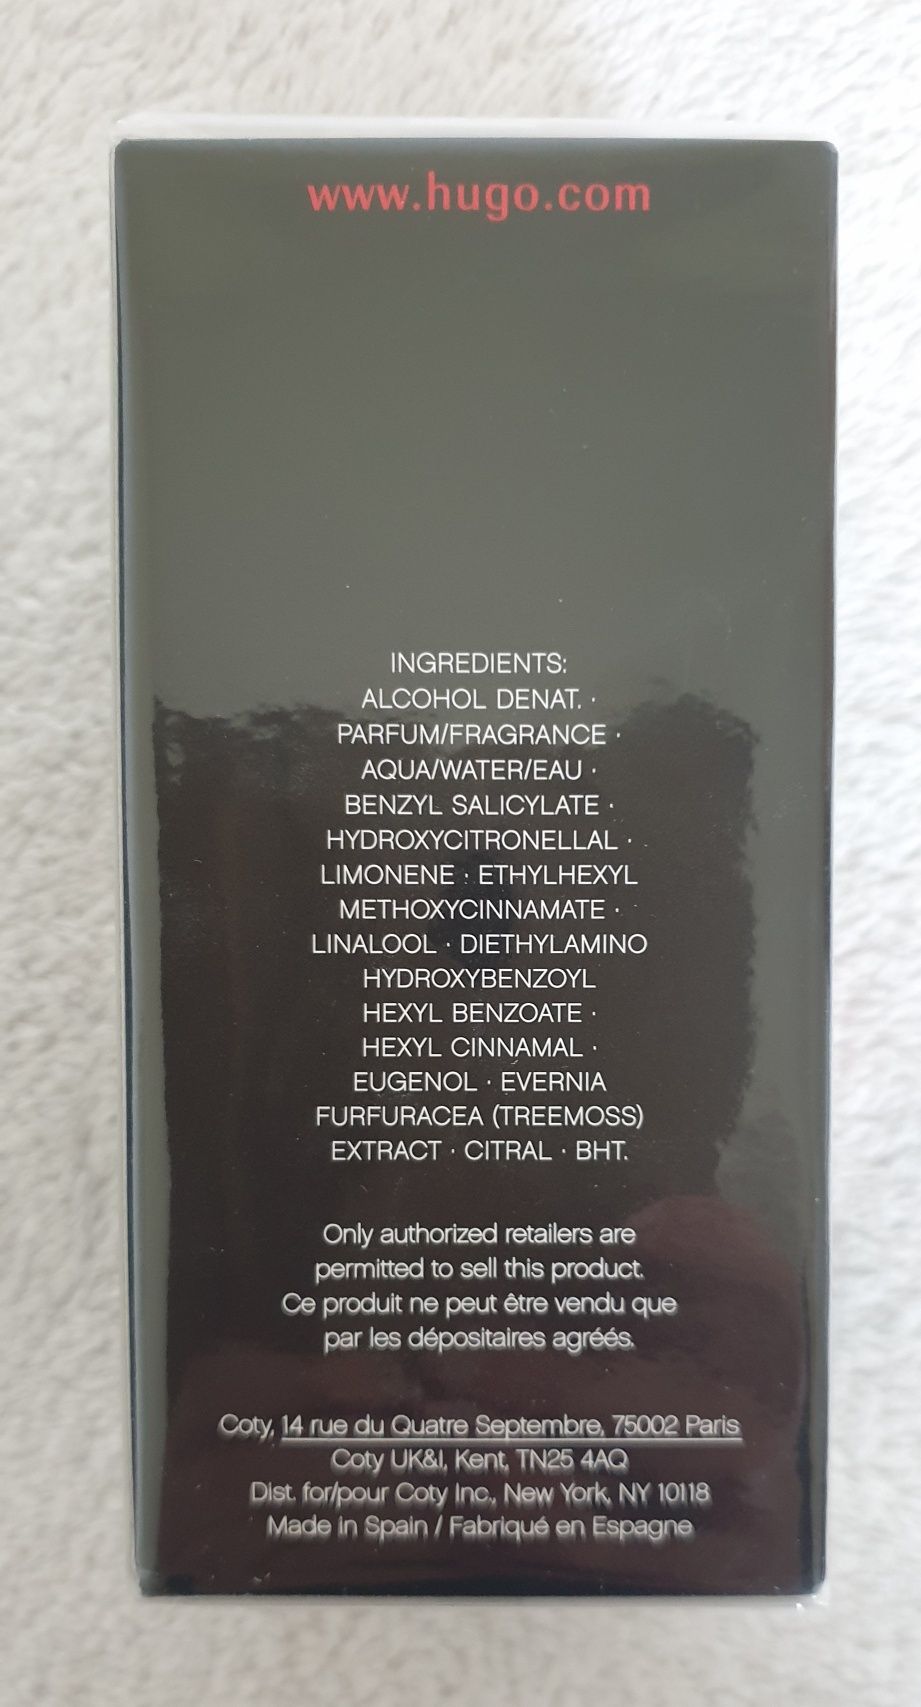 www.hugo.com
INGREDIENTS:
ALCOHOL DENAT. ·
PARFUM/FRAGRANCE ·
AQUA/WATER/EAU ·
BENZYL SALICYLATE ·
HYDROXYCITRONELLAL ·
LIMONENE · ETHYLHEXYL
METHOXYCINNAMATE ·
LINALOOL · DIETHYLAMINO
HYDROXYBENZOYL
HEXYL BENZOATE ·
HEXYL CINNAMAL ·
EUGENOL · EVERNIA
FURFURACEA (TREEMOSS)
EXTRACT · CITRAL · BHT.
Only authorized retailers are
permitted to sell this product.
Ce produit ne peut être vendu que
par les dépositaires agréés.
Coty, 14 rue du Quatre Septembre, 75002 Paris
Coty UK&I, Kent, TN25 4AQ
Dist. for/pour Coty Inc., New York, NY 10118
Made in Spain / Fabriqué en Espagne